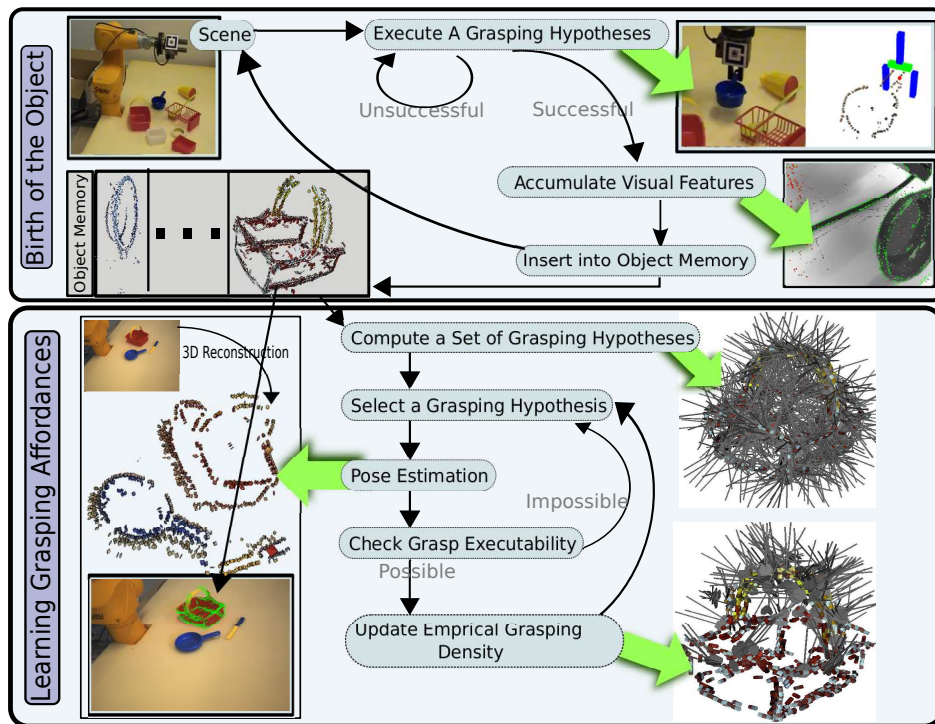 Birth of the Object
Scene
Execute A Grasping Hypotheses
Unsuccessful
Successful
Accumulate Visual Features
Object Memory
Insert into Object Memory
Learning Grasping Affordances
3D Reconstruction
Compute a Set of Grasping Hypotheses
Select a Grasping Hypothesis
Pose Estimation
Impossible
Check Grasp Executability
Possible
Update Emprical Grasping
Density